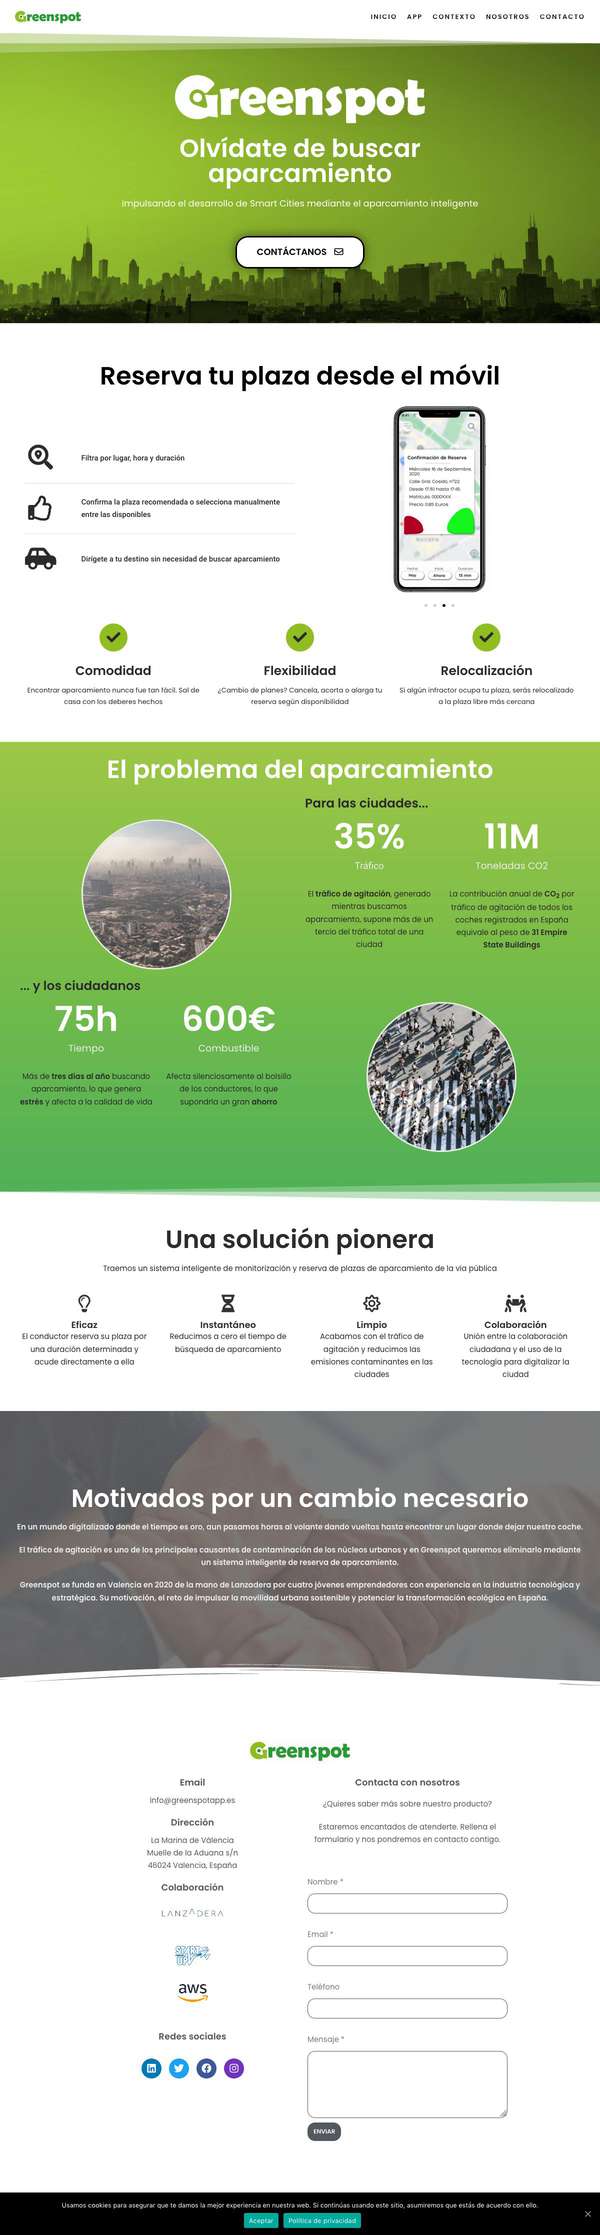 Greenspot
INICIO APP CONTEXTO NOSOTROS CONTACTO
Greenspot
Olvídate de buscar
aparcamiento
Impulsando el desarrollo de Smart Cities mediante el aparcamiento inteligente
CONTÁCTANOS
Reserva tu plaza desde el móvil
Filtra por lugar, hora y duración
Confirma la plaza recomendada o selecciona manualmente
entre las disponibles
Dirígete a tu destino sin necesidad de buscar aparcamiento
Confirmación de Reserva
Miércoles 16 de Septiembre,
2020
Desde 17:30 hasta 17:45
Matrícula: 0000XXX
Precio: 0.85 Euros
Hoy Ahora 15 min
Comodidad
Encontrar aparcamiento nunca fue tan fácil. Sal de
casa con los deberes hechos
Flexibilidad
¿Cambio de planes? Cancela, acorta o alarga tu
reserva según disponibilidad
Relocalización
Si algún infractor ocupa tu plaza, serás relocalizado
a la plaza libre más cercana
El problema del aparcamiento
Para las ciudades...
35%
Tráfico
El tráfico de agitación, generado
mientras buscamos
aparcamiento, supone más de un
tercio del tráfico total de una
ciudad
11M
Toneladas CO2
La contribución anual de CO2 por
tráfico de agitación de todos los
coches registrados en España
equivale al peso de 31 Empire
State Buildings
... y los ciudadanos
75h
Tiempo
Más de tres días al año buscando
aparcamiento, lo que genera
estrés y afecta a la calidad de vida
600€
Combustible
Afecta silenciosamente al bolsillo
de los conductores, lo que
supondría un gran ahorro
Una solución pionera
Traemos un sistema inteligente de monitorización y reserva de plazas de aparcamiento de la vía pública
Eficaz
El conductor reserva su plaza por
una duración determinada y
acude directamente a ella
Instantáneo
Reducimos a cero el tiempo de
búsqueda de aparcamiento
Limpio
Acabamos con el tráfico de
agitación y reducimos las
emisiones contaminantes en las
ciudades
Colaboración
Unión entre la colaboración
ciudadana y el uso de la
tecnología para digitalizar la
ciudad
Motivados por un cambio necesario
En un mundo digitalizado donde el tiempo es oro, aun pasamos horas al volante dando vueltas hasta encontrar un lugar donde dejar nuestro coche.
El tráfico de agitación es uno de los principales causantes de contaminación de los núcleos urbanos y en Greenspot queremos eliminarlo mediante
un sistema inteligente de reserva de aparcamiento.
Greenspot se funda en Valencia en 2020 de la mano de Lanzadera por cuatro jóvenes emprendedores con experiencia en la industria tecnológica y
estratégica. Su motivación, el reto de impulsar la movilidad urbana sostenible y potenciar la transformación ecológica en España.
Greenspot
Email
info@greenspotapp.es
Dirección
La Marina de València
Muelle de la Aduana s/n
46024 Valencia, España
Colaboración
LANZADERA
START UPV
aws
Redes sociales
Contacta con nosotros
¿Quieres saber más sobre nuestro producto?
Estaremos encantados de atenderte. Rellena el
formulario y nos pondremos en contacto contigo.
Nombre *
Email *
Teléfono
Mensaje *
ENVIAR
Usamos cookies para asegurar que te damos la mejor experiencia en nuestra web. Si continúas usando este sitio, asumiremos que estás de acuerdo con ello.
Aceptar Política de privacidad